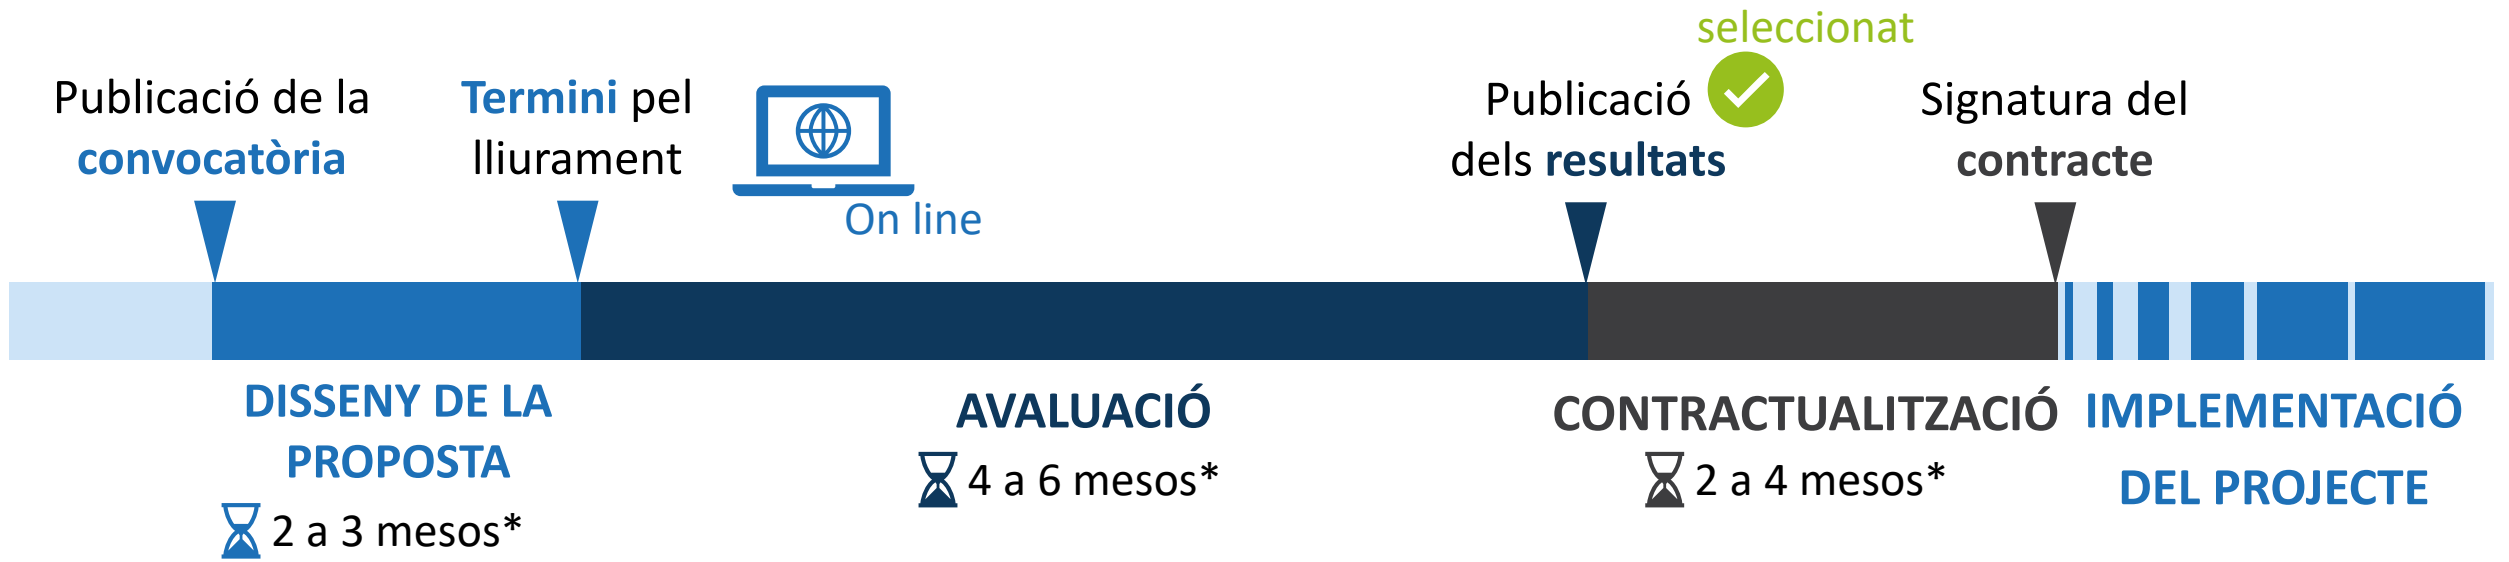 Publicació de la
convocatòria
Termini pel
lliurament
On line
seleccionat
Publicació
dels resultats
Signatura del
contracte
DISSENY DE LA
PROPOSTA
2 a 3 mesos*
AVALUACIÓ
4 a 6 mesos*
CONTRACTUALITZACIÓ
2 a 4 mesos*
IMPLEMENTACIÓ
DEL PROJECTE